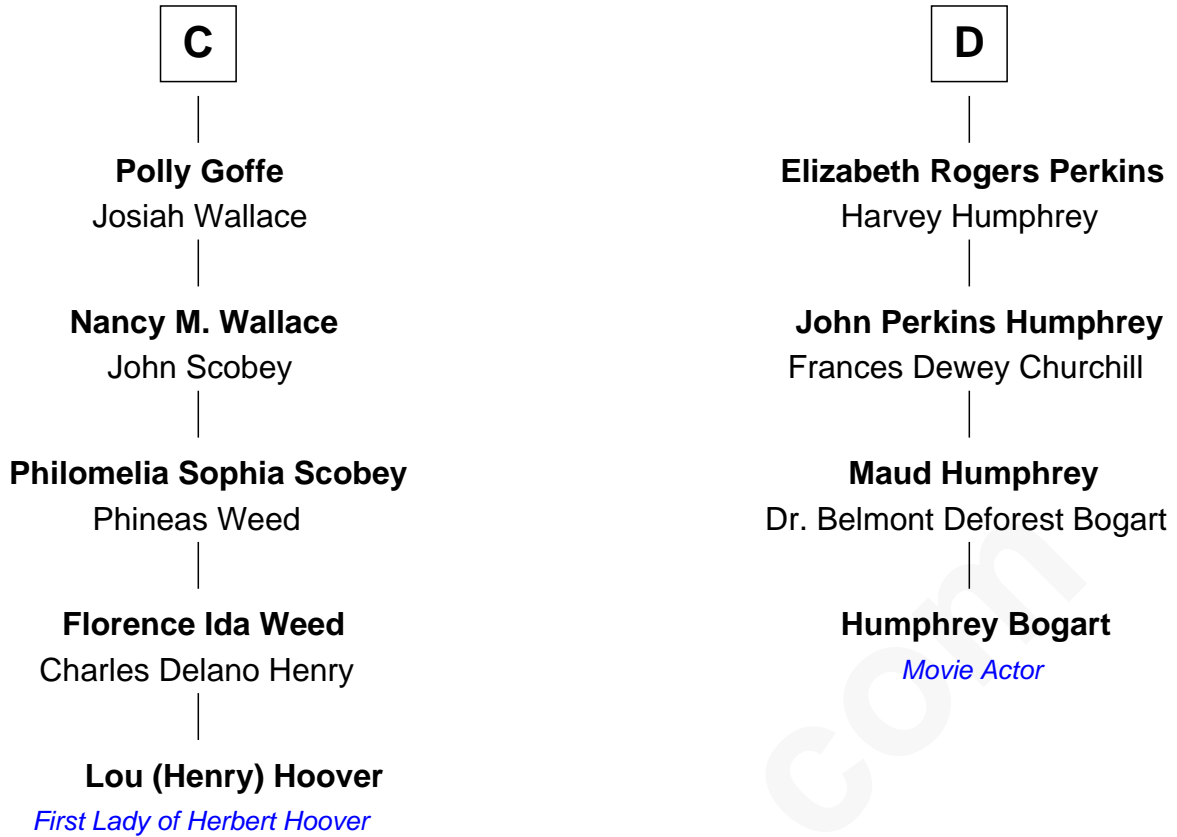 C
Polly Goffe
Josiah Wallace
Nancy M. Wallace
John Scobey
Philomelia Sophia Scobey
Phineas Weed
Florence Ida Weed
Charles Delano Henry
Lou (Henry) Hoover
First Lady of Herbert Hoover
D
Elizabeth Rogers Perkins
Harvey Humphrey
John Perkins Humphrey
Frances Dewey Churchill
Maud Humphrey
Dr. Belmont Deforest Bogart
Humphrey Bogart
Movie Actor
com